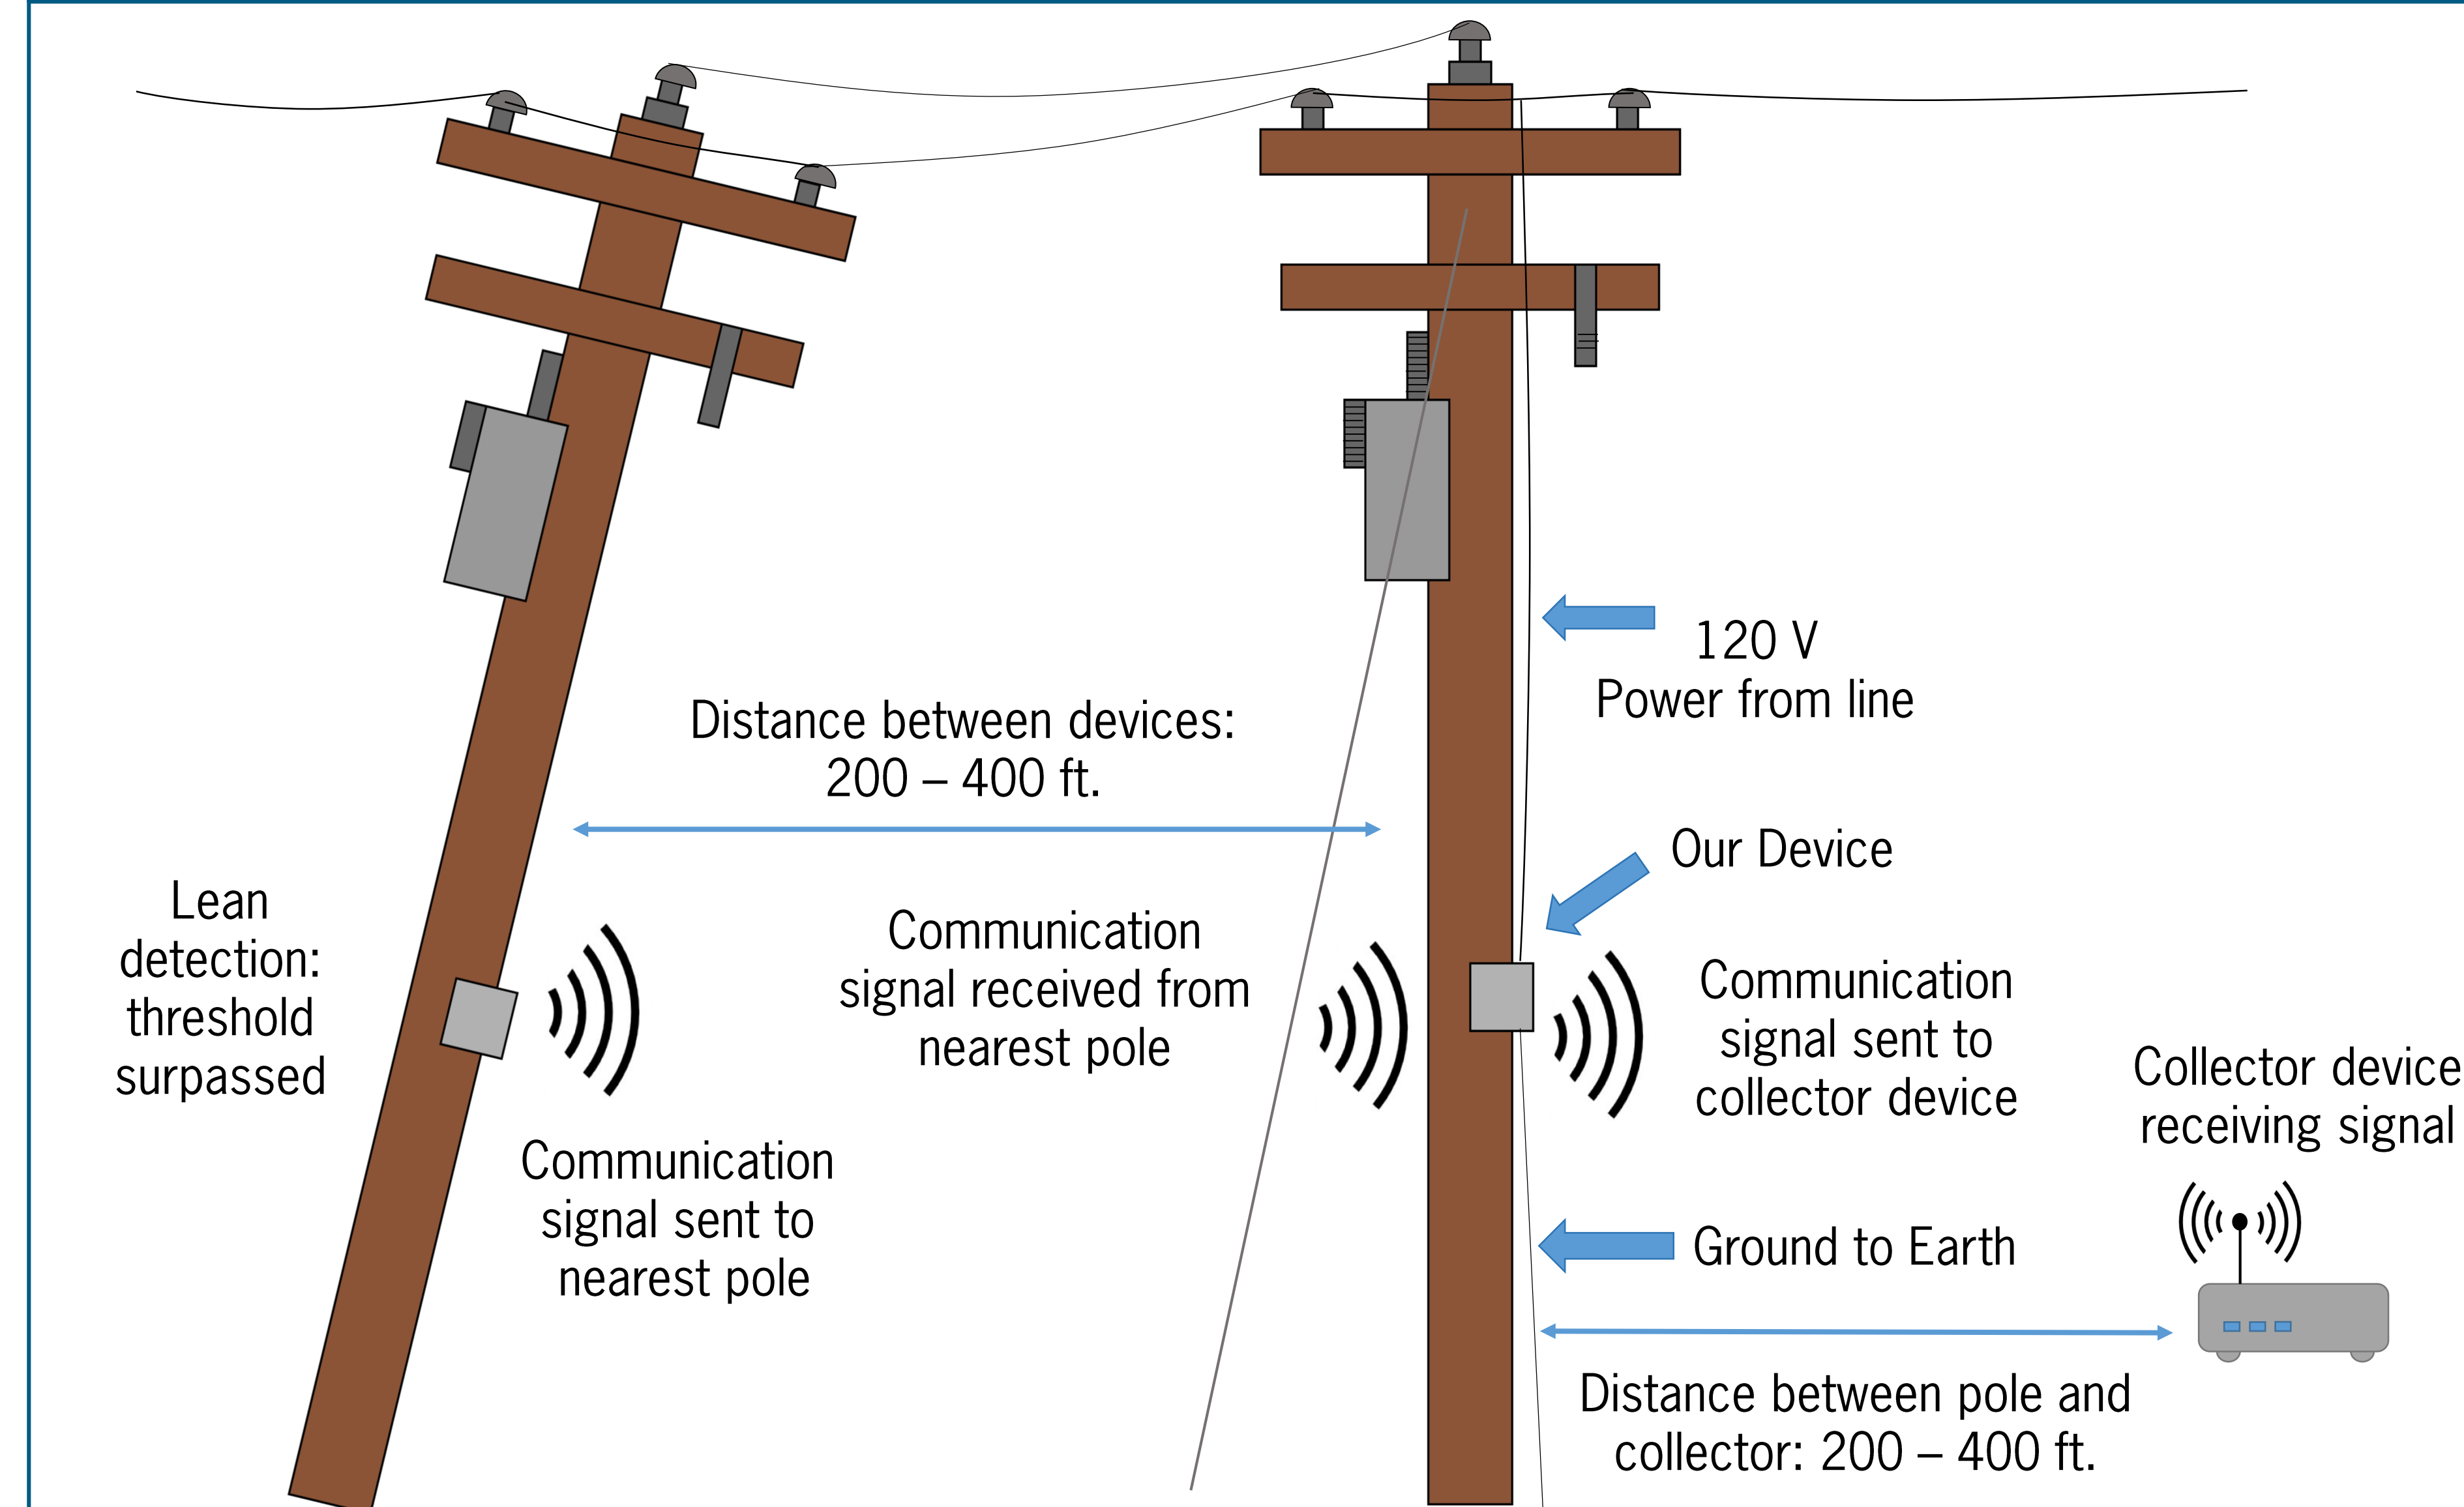 120 V
Power from line
Distance between devices:
200 – 400 ft.
Our Device
Lean
detection:
threshold
surpassed
Communication
signal received from
nearest pole
Communication
signal sent to
collector device
Collector device
receiving signal
Communication
signal sent to
nearest pole
Ground to Earth
Distance between pole and
collector: 200 – 400 ft.